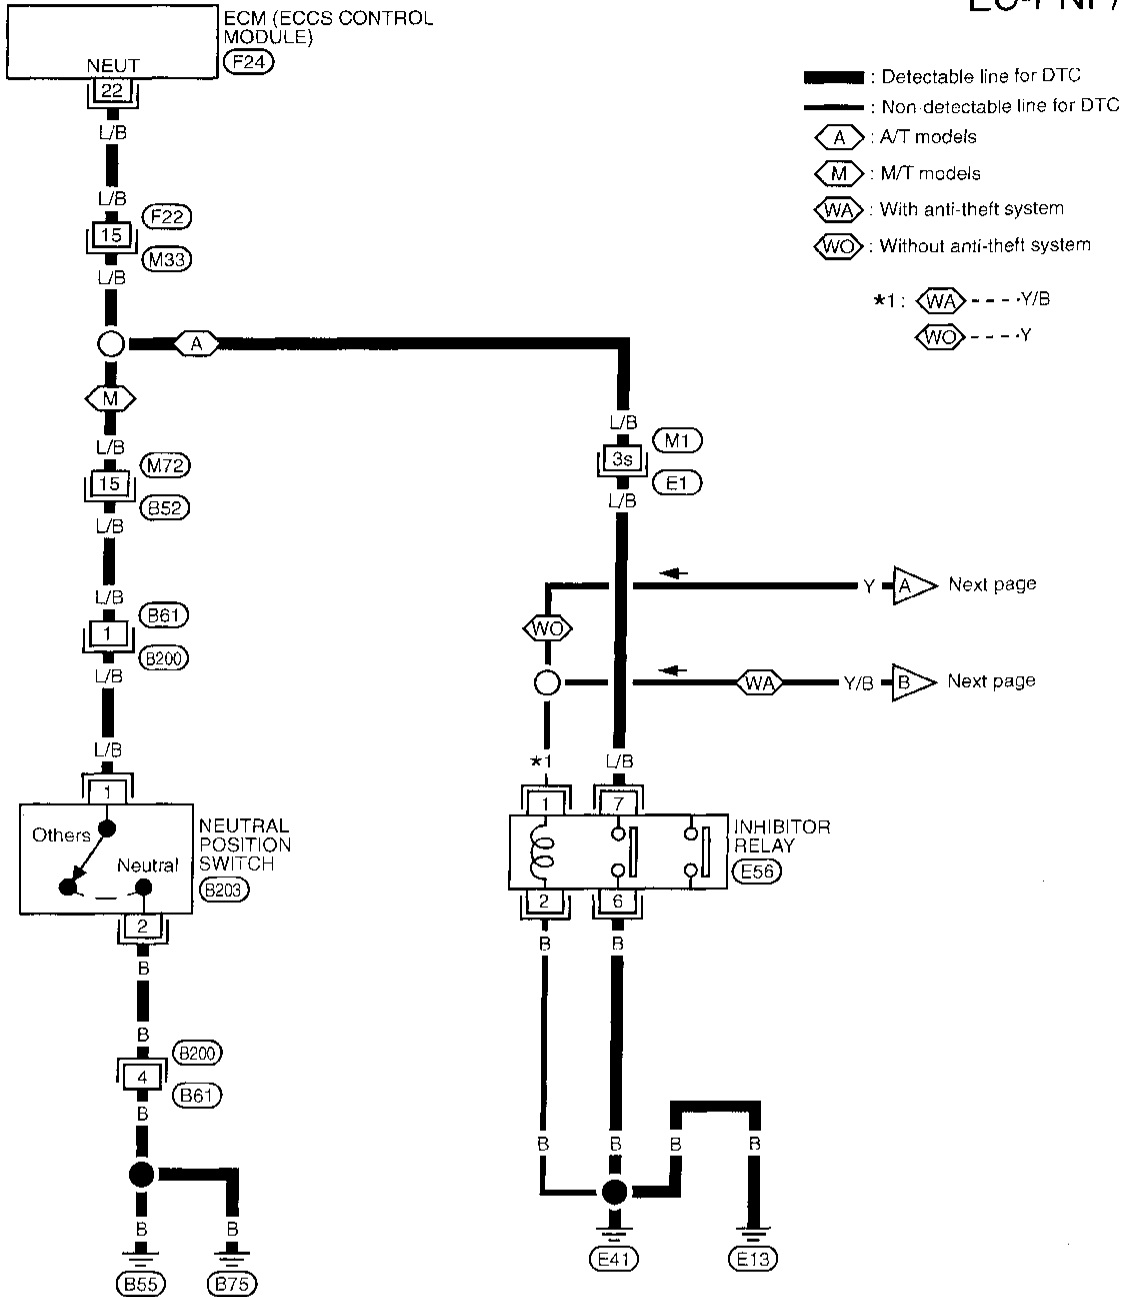 ECM (ECCS CONTROL
MODULE)
F24
NEUT
22
L/B
L/B
F22
15
M33
L/B
: Detectable line for DTC
: Non-detectable line for DTC
A : A/T models
M : M/T models
WA : With anti-theft system
WO : Without anti-theft system
*1 : WA ---- Y/B
WO ---- Y
A
M
L/B
M72
15
B52
L/B
L/B
B61
1
B200
L/B
L/B
1
Others
Neutral
NEUTRAL
POSITION
SWITCH
B203
2
B
B
B200
4
B61
B
B
B
B55
B75
L/B
M1
3s
E1
L/B
Y A Next page
WO
WA Y/B B Next page
*1
L/B
1
7
INHIBITOR
RELAY
E56
2
6
B
B
B
B
B
B
E41
E13